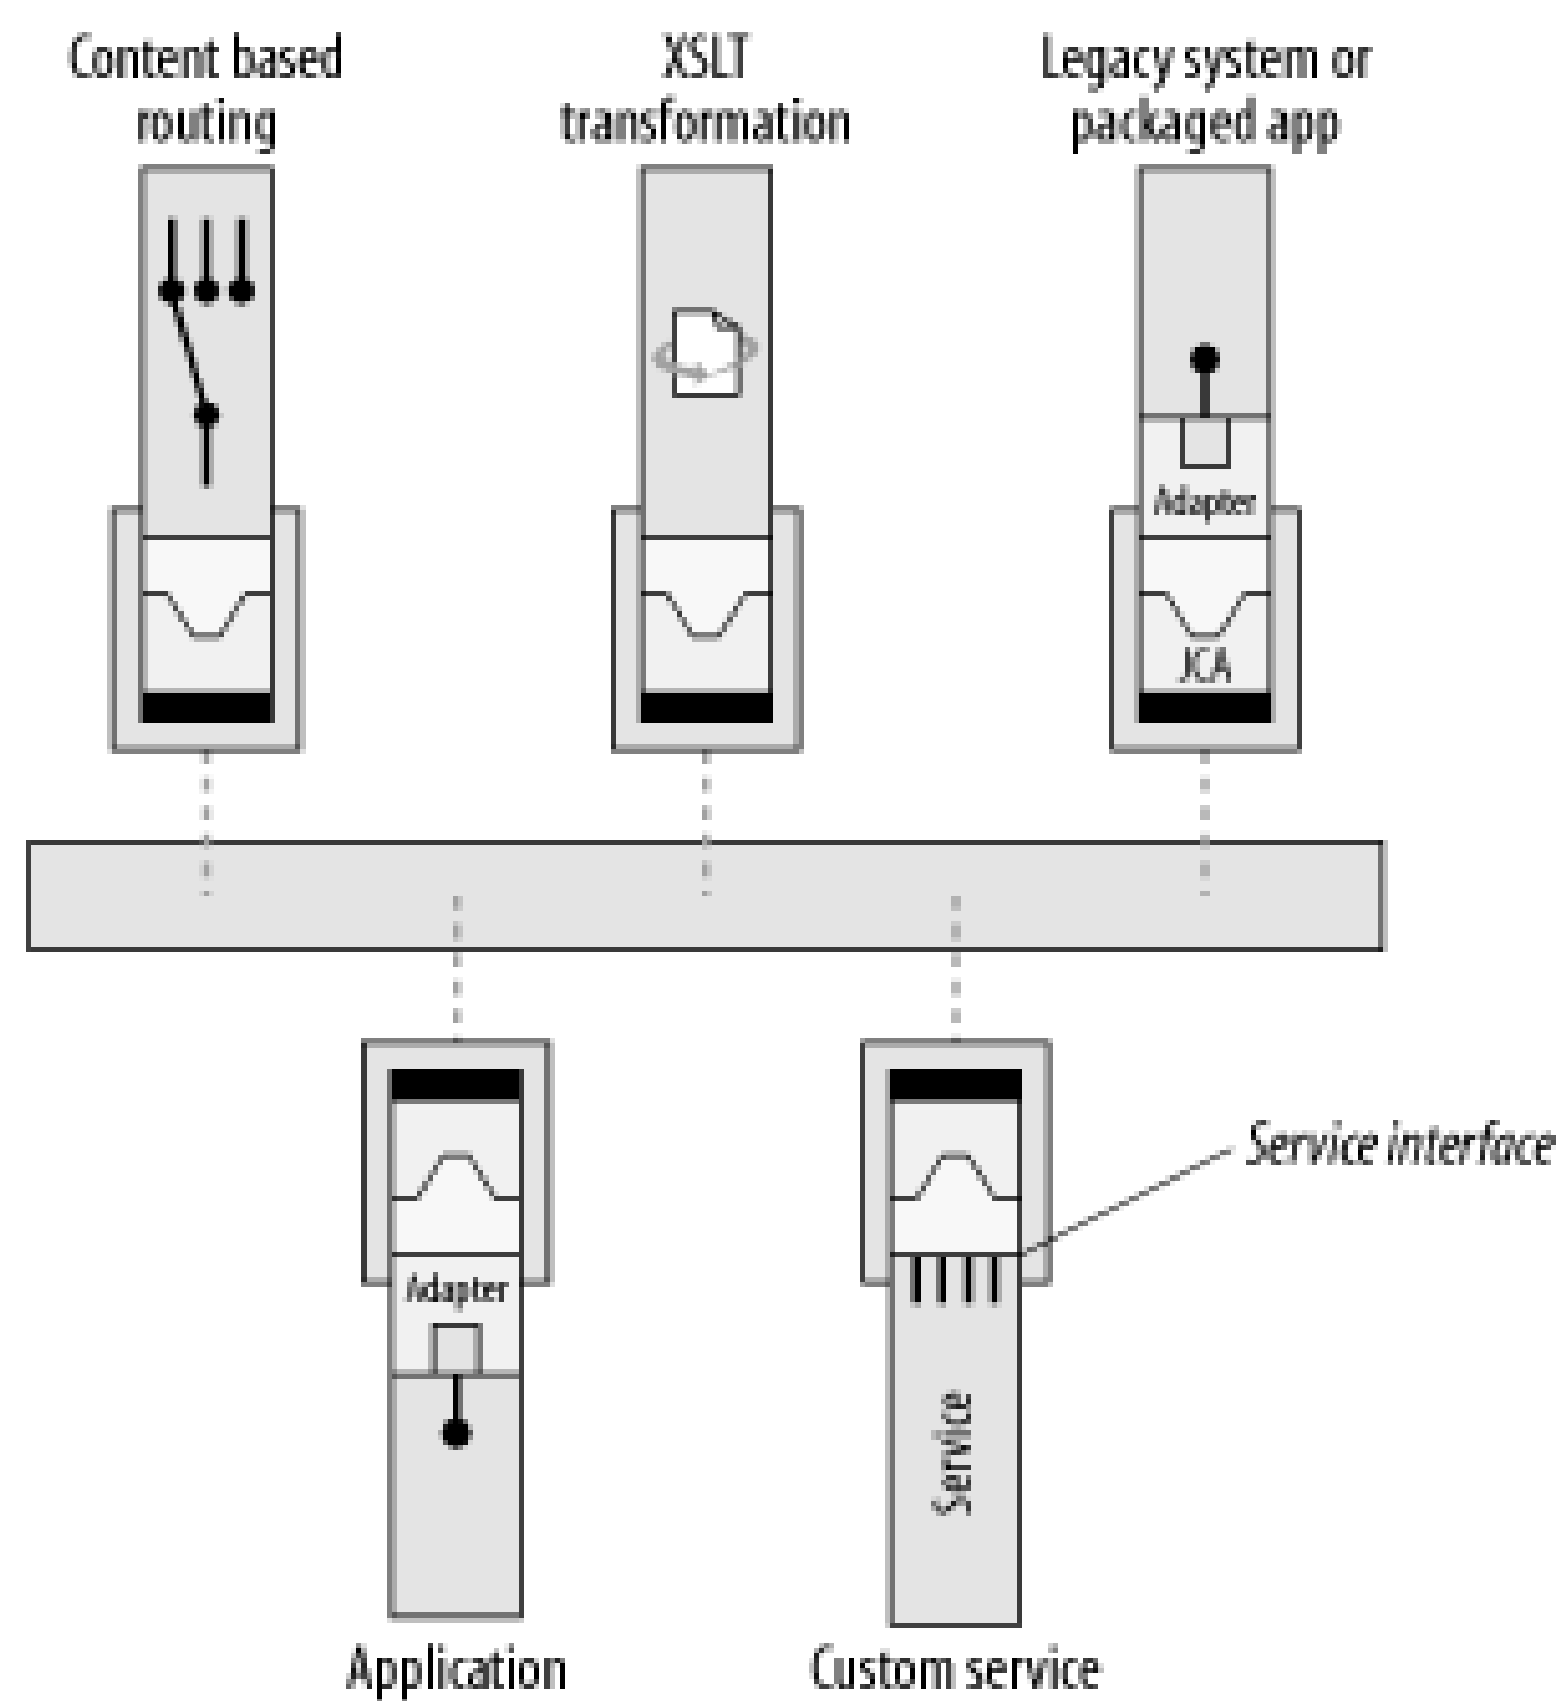 Content based
routing
XSLT
transformation
Legacy system or
packaged app
Adapter
JCA
Service interface
Adapter
Service
Application
Custom service